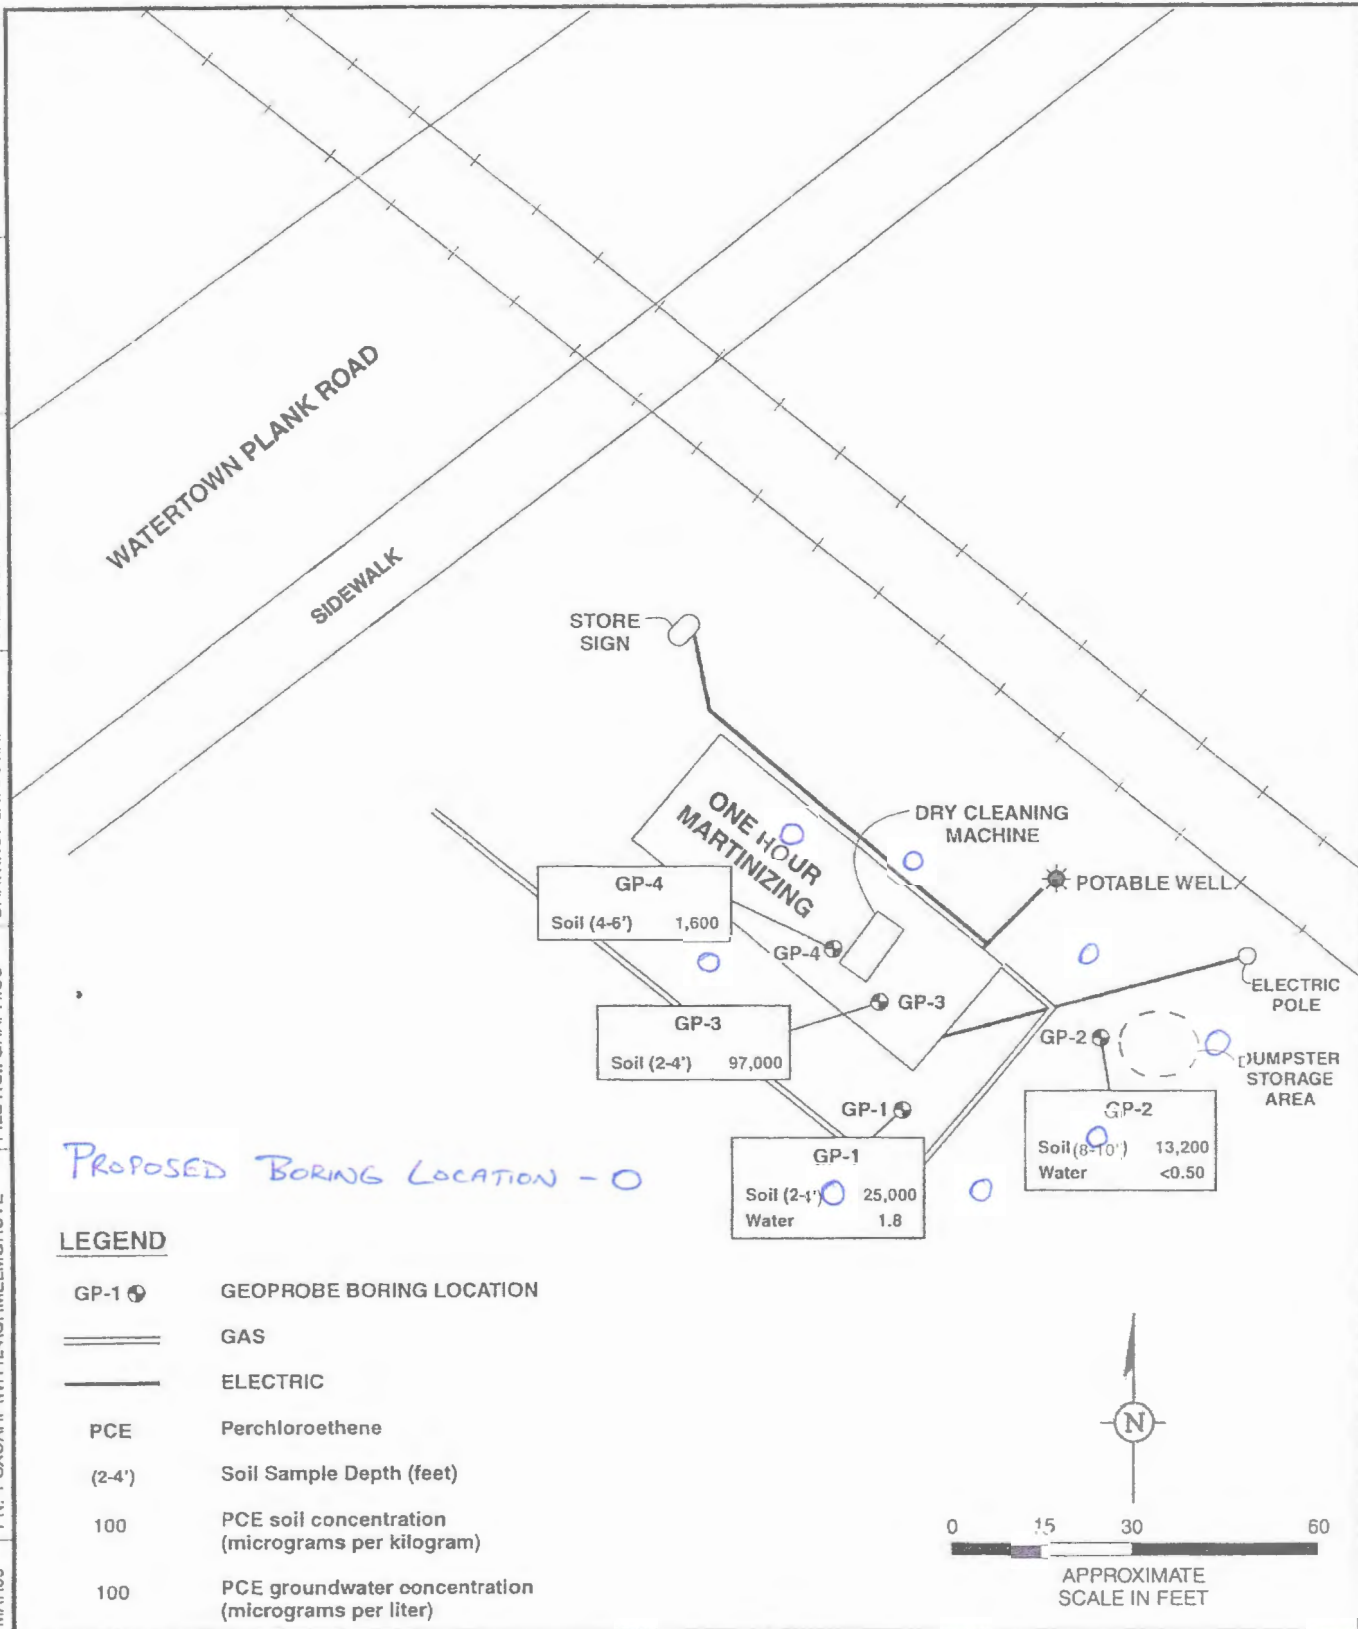 WATERTOWN PLANK ROAD
SIDEWALK
STORE
SIGN
ONE HOUR
MARTINIZING
DRY CLEANING
MACHINE
POTABLE WELL
GP-4
Soil (4-6') 1,600
GP-4
GP-3
GP-3
Soil (2-4') 97,000
ELECTRIC
POLE
GP-2
DUMPSTER
STORAGE
AREA
GP-1
GP-2
Soil (8-10') 13,200
Water <0.50
GP-1
Soil (2-4') 25,000
Water 1.8
PROPOSED BORING LOCATION - O
LEGEND
GP-1 GEOPROBE BORING LOCATION
GAS
ELECTRIC
PCE Perchloroethene
(2-4') Soil Sample Depth (feet)
100 PCE soil concentration
(micrograms per kilogram)
100 PCE groundwater concentration
(micrograms per liter)
N
0 15 30 60
APPROXIMATE
SCALE IN FEET